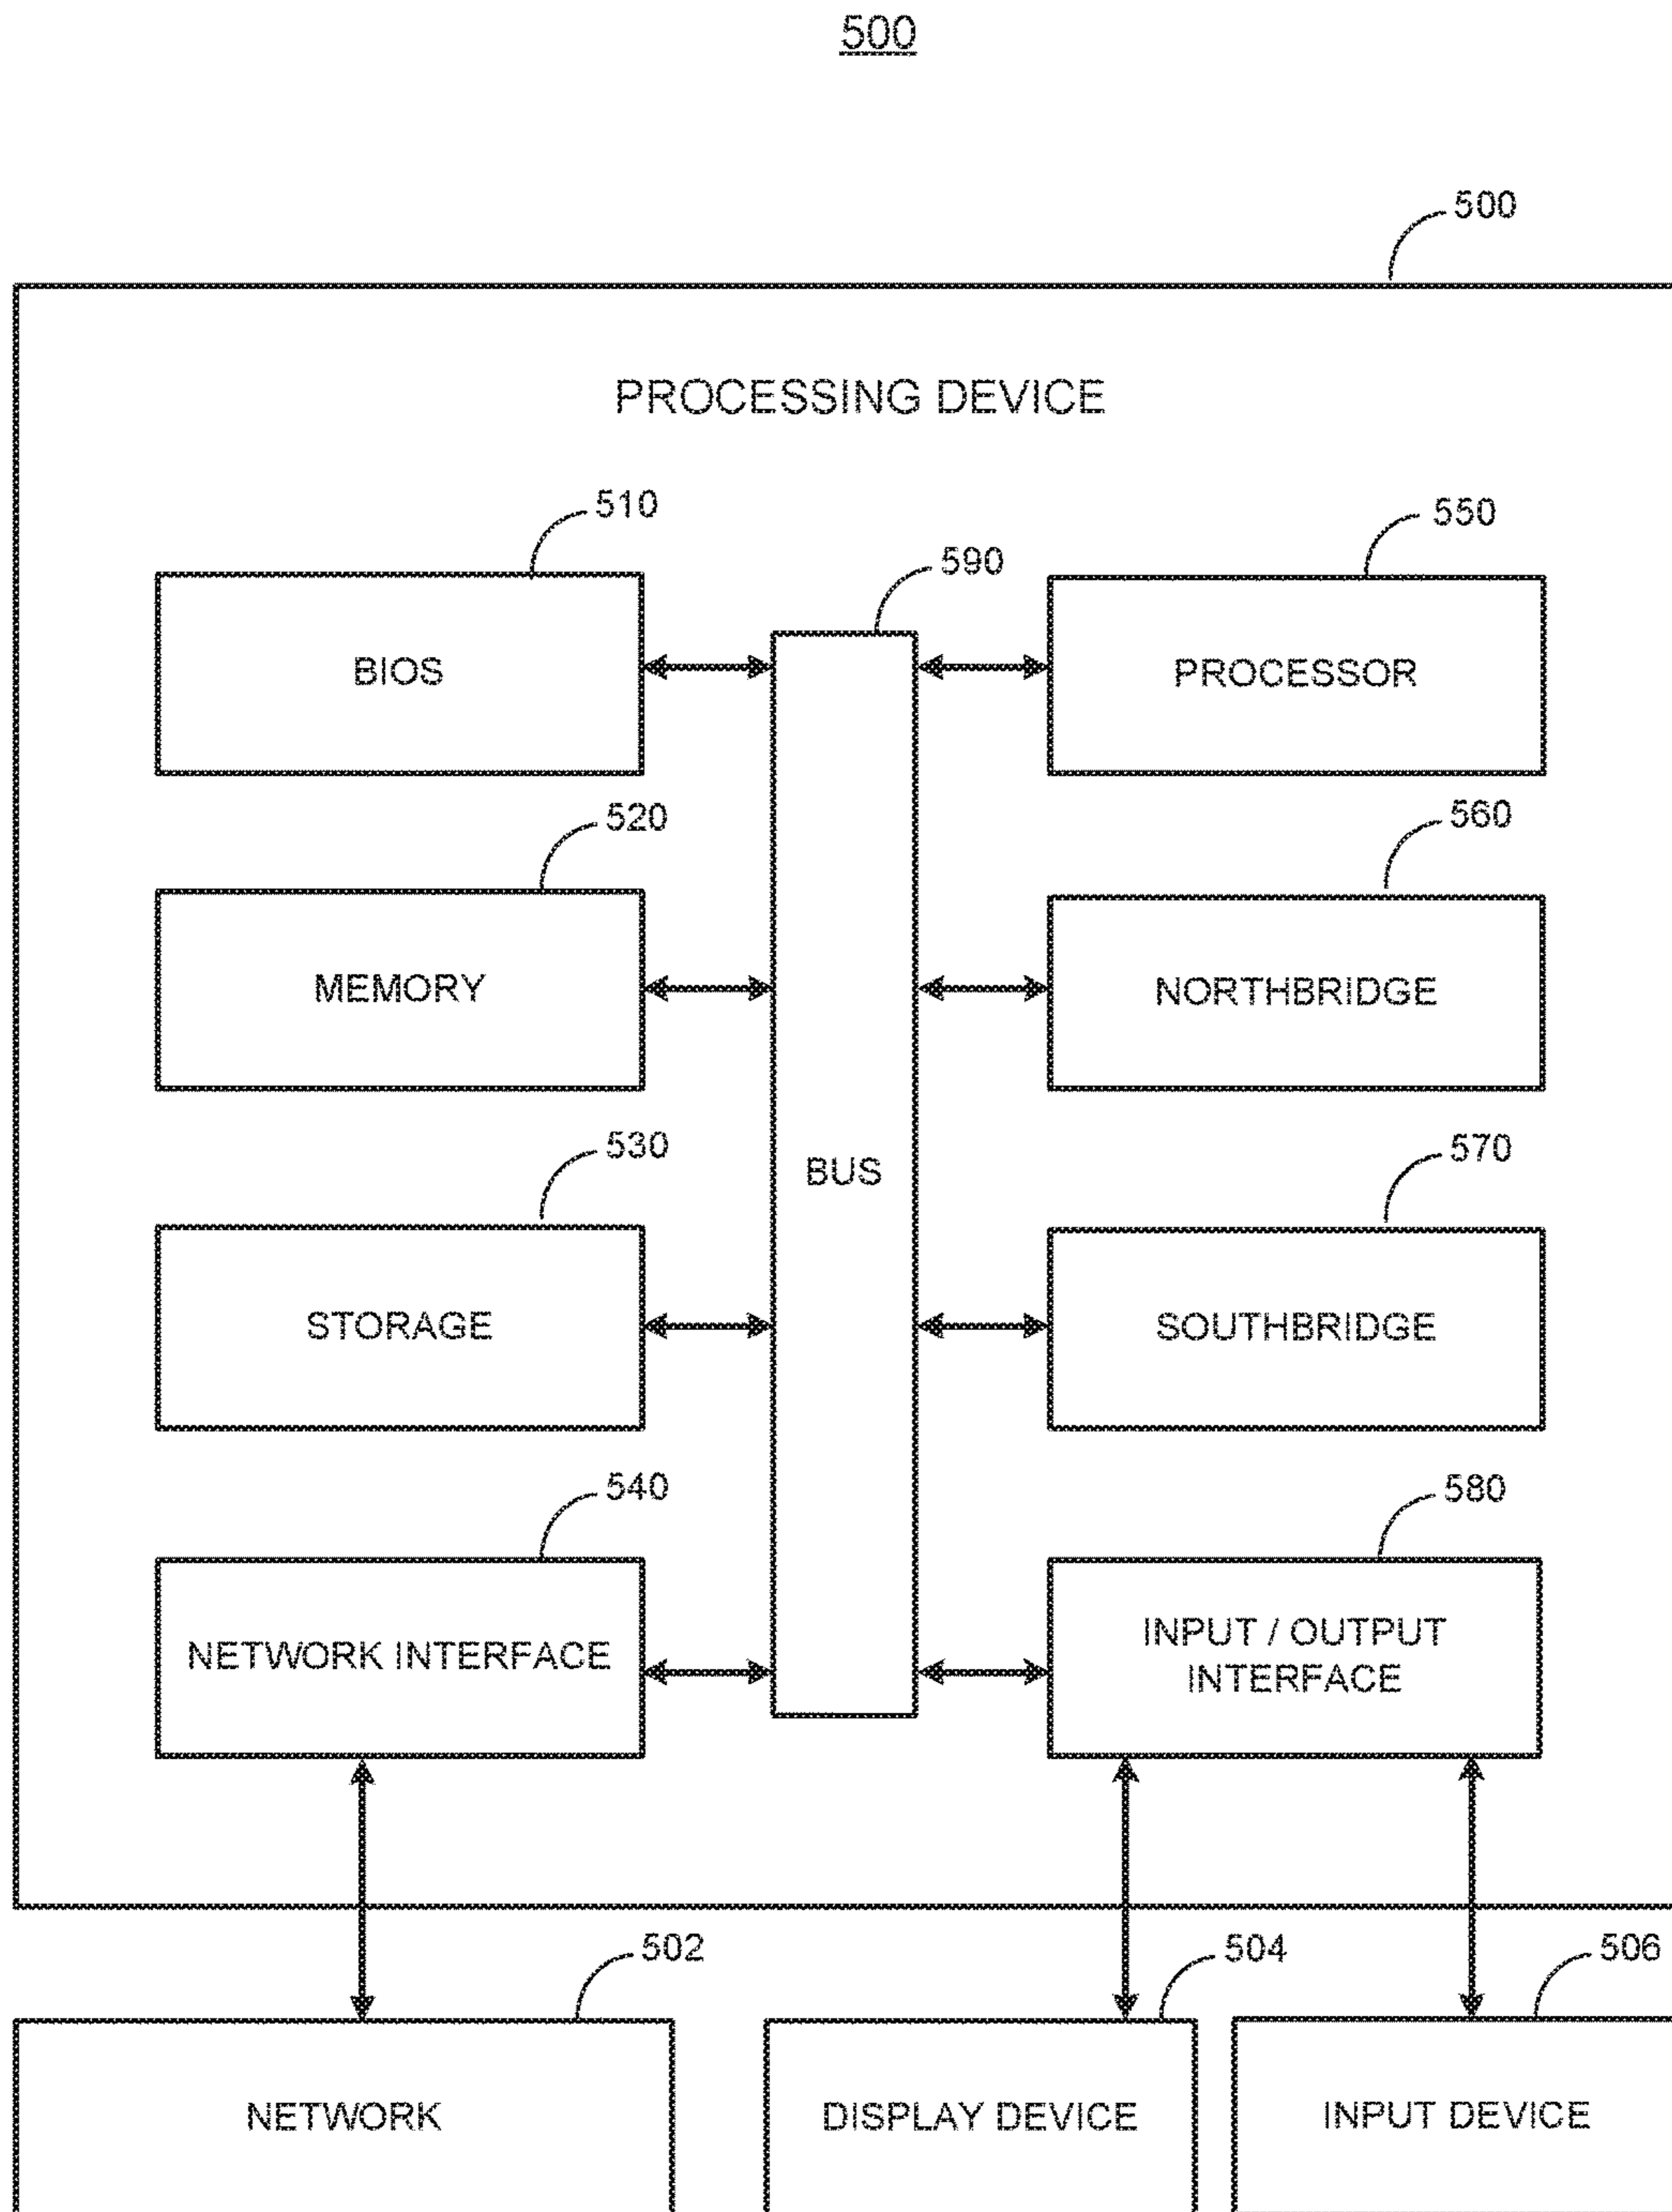 500
500
PROCESSING DEVICE
510
550
590
BIOS
PROCESSOR
520
560
MEMORY
NORTHBRIDGE
530
570
BUS
STORAGE
SOUTHBRIDGE
540
580
NETWORK INTERFACE
INPUT / OUTPUT
INTERFACE
502
504
506
NETWORK
DISPLAY DEVICE
INPUT DEVICE